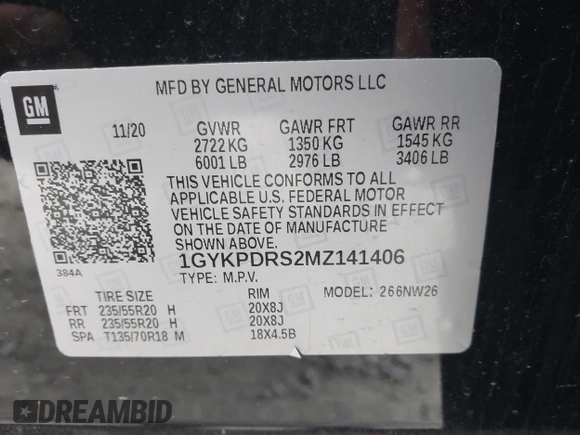 MFD BY GENERAL MOTORS LLC
GM
11/20 GVWR GAWR FRT GAWR RR
2722 KG 1350 KG 1545 KG
6001 LB 2976 LB 3406 LB
THIS VEHICLE CONFORMS TO ALL
APPLICABLE U.S. FEDERAL MOTOR
VEHICLE SAFETY STANDARDS IN EFFECT
ON THE DATE OF MANUFACTURE
SHOWN ABOVE.
384A
1GYKPDRS2MZ141406
TYPE: M.P.V.
TIRE SIZE RIM MODEL: 266NW26
FRT 235/55R20 H 20X8J
RR 235/55R20 H 20X8J
SPA T135/70R18 M 18X4.5B
DREAMBID